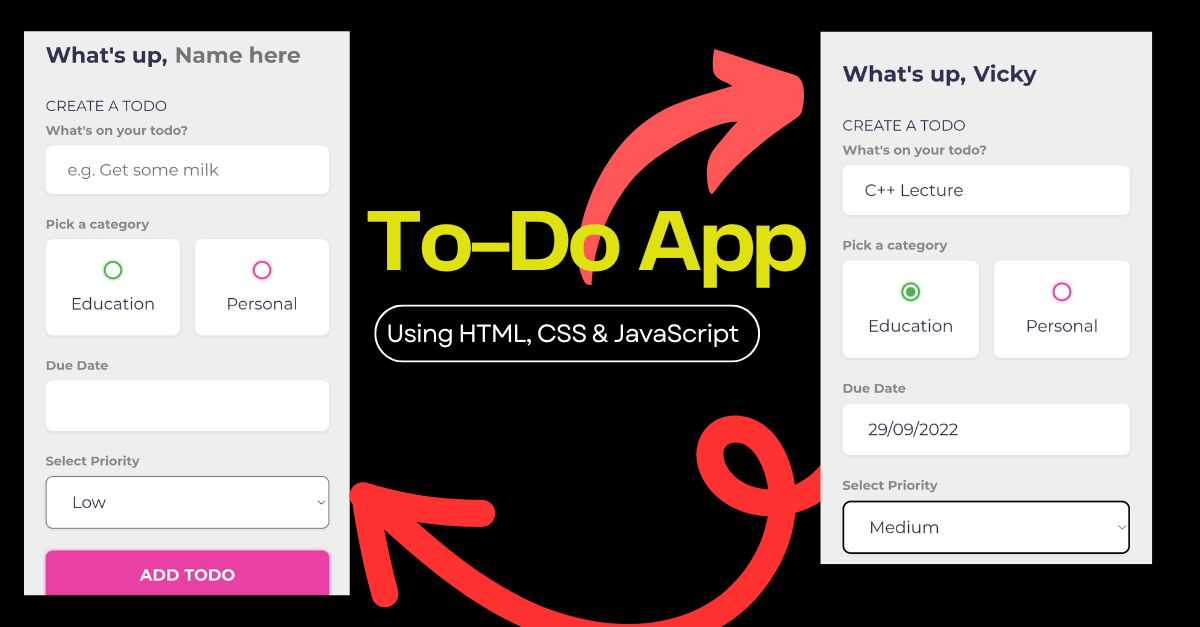 What's up, Name here
CREATE A TODO
What's on your todo?
e.g. Get some milk
Pick a category
Education
Personal
Due Date
Select Priority
Low
ADD TODO
To-Do App
Using HTML, CSS & JavaScript
What's up, Vicky
CREATE A TODO
What's on your todo?
C++ Lecture
Pick a category
Education
Personal
Due Date
29/09/2022
Select Priority
Medium